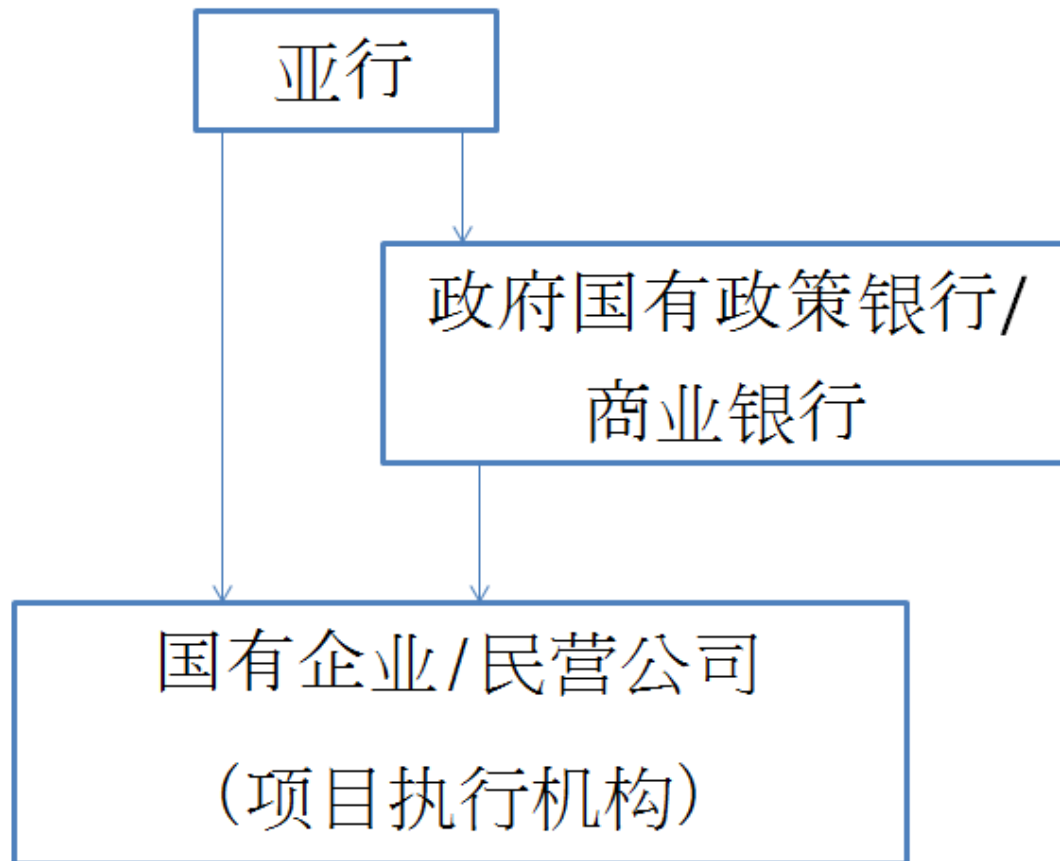 亚行
政府国有政策银行/
商业银行
国有企业/民营公司
（项目执行机构）